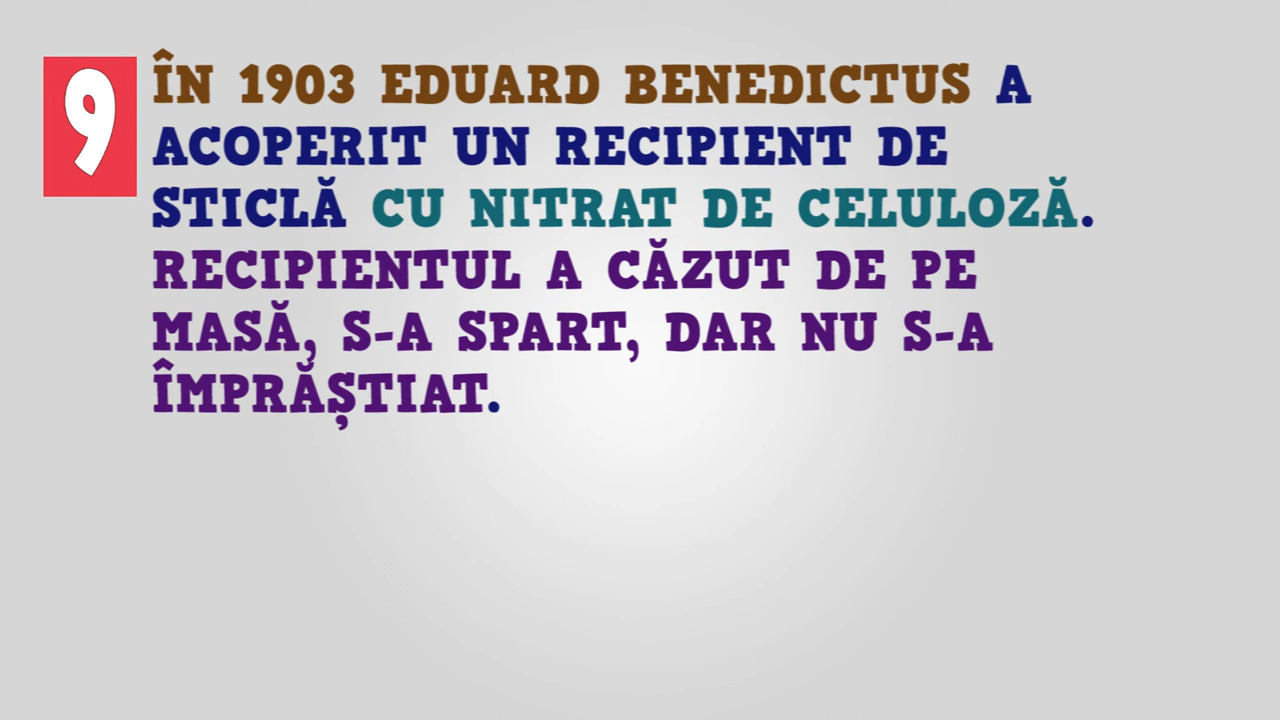 9
ÎN 1903 EDUARD BENEDICTUS A
ACOPERIT UN RECIPIENT DE
STICLĂ CU NITRAT DE CELULOZĂ.
RECIPIENTUL A CĂZUT DE PE
MASĂ, S-A SPART, DAR NU S-A
ÎMPRĂȘTIAT.